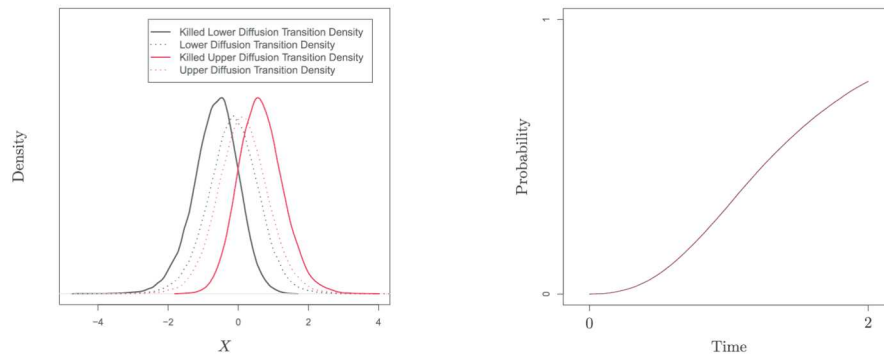 Killed Lower Diffusion Transition Density
Lower Diffusion Transition Density
Killed Upper Diffusion Transition Density
Upper Diffusion Transition Density
Density
−4 −2 0 2 4
X
1
Probability
0
0 2
Time